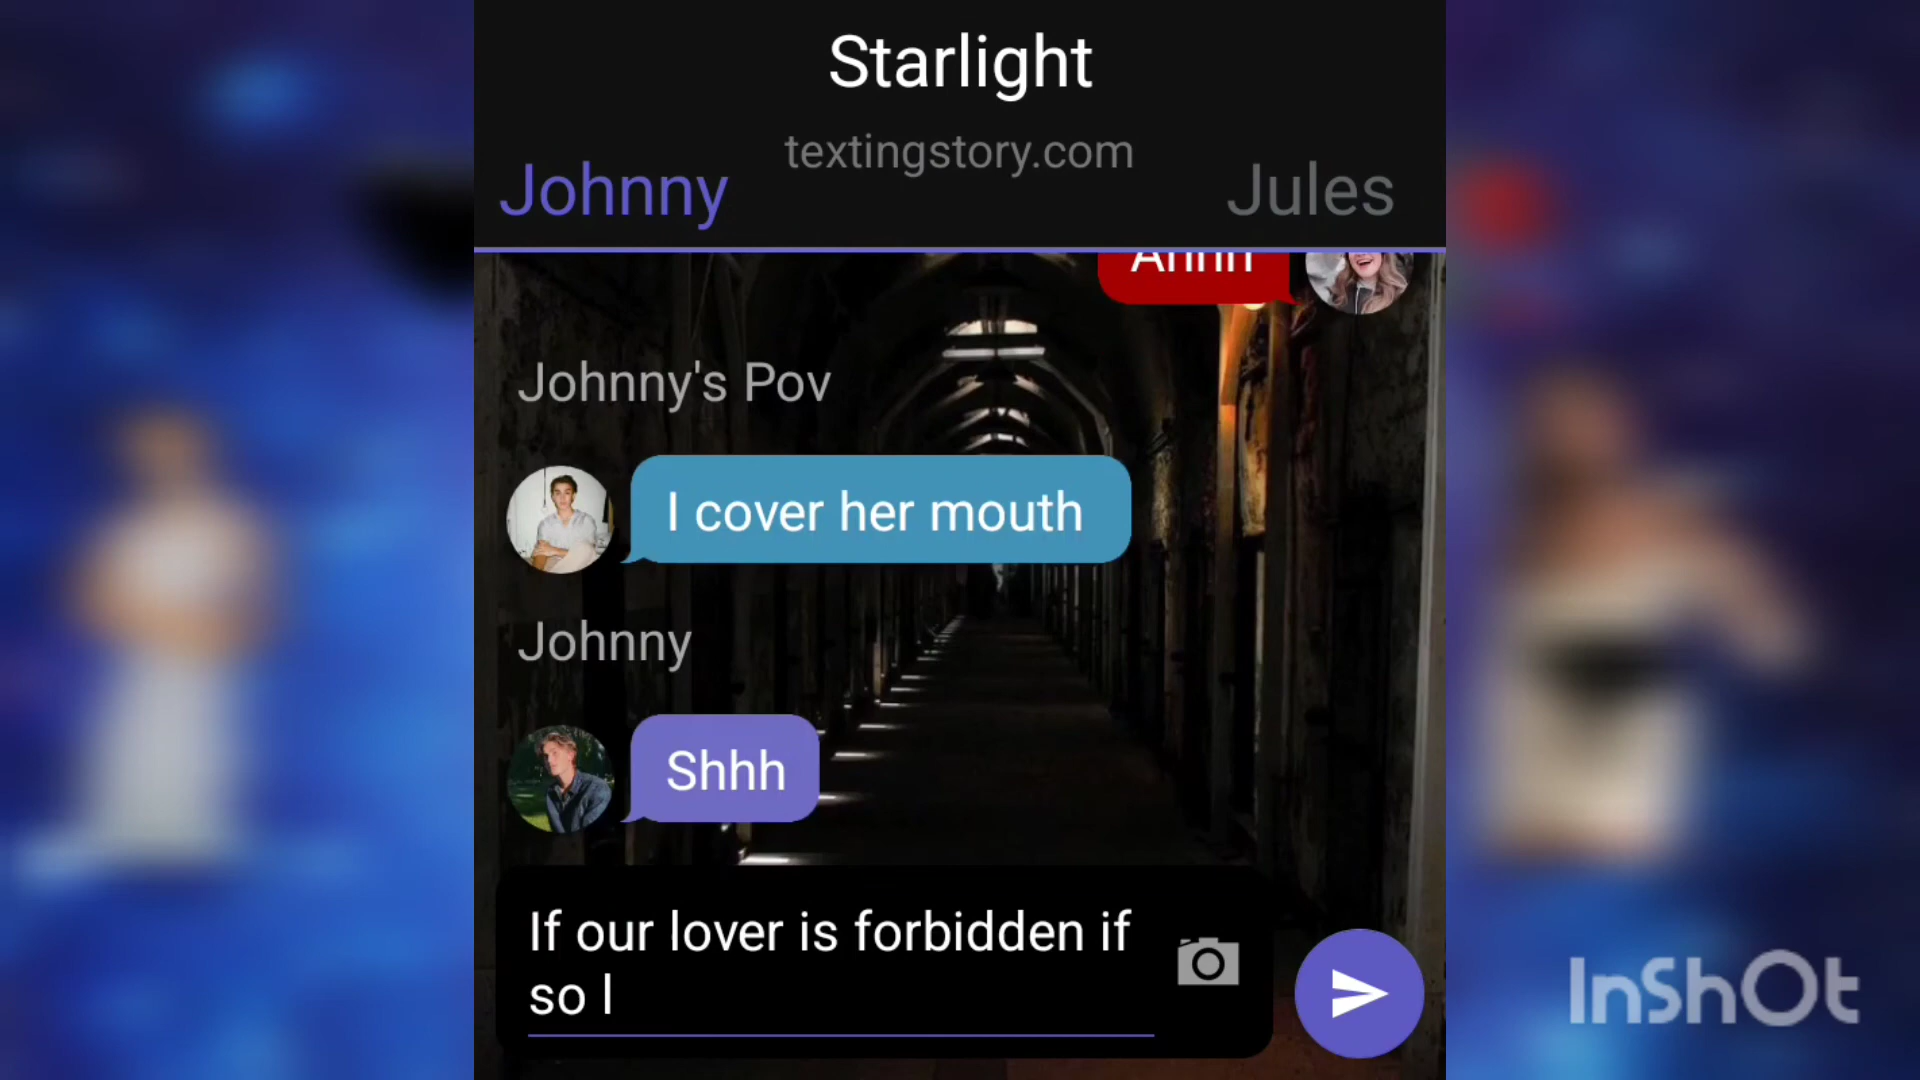 Starlight
textingstory.com
Johnny
Jules
Ahhh
Johnny's Pov
I cover her mouth
Johnny
Shhh
If our lover is forbidden if
so I
InShOt